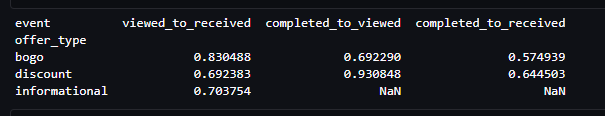 event viewed_to_received completed_to_viewed completed_to_received
offer_type
bogo 0.830488 0.692290 0.574939
discount 0.692383 0.930848 0.644503
informational 0.703754 NaN NaN